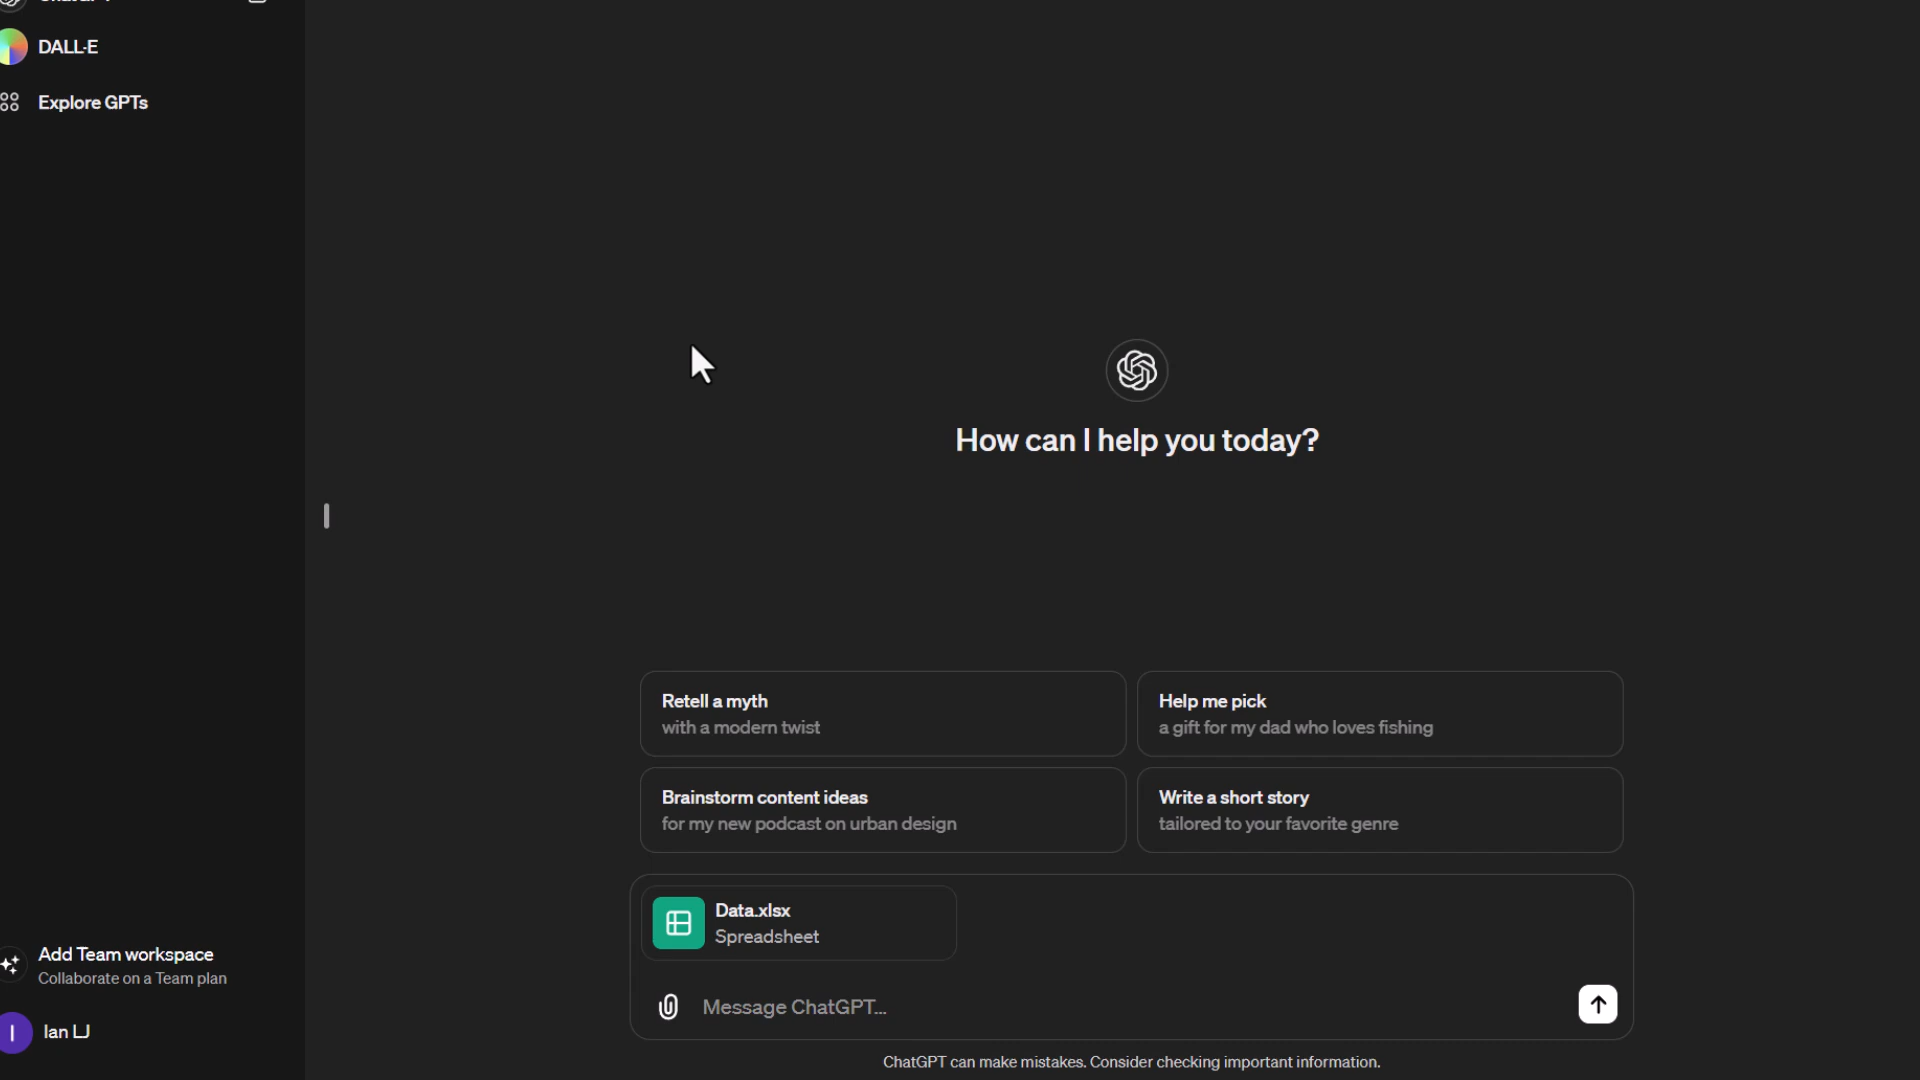 DALL·E
Explore GPTs
How can I help you today?
Retell a myth
with a modern twist
Help me pick
a gift for my dad who loves fishing
Brainstorm content ideas
for my new podcast on urban design
Write a short story
tailored to your favorite genre
Data.xlsx
Spreadsheet
Message ChatGPT...
ChatGPT can make mistakes. Consider checking important information.
Add Team workspace
Collaborate on a Team plan
I
Ian LJ